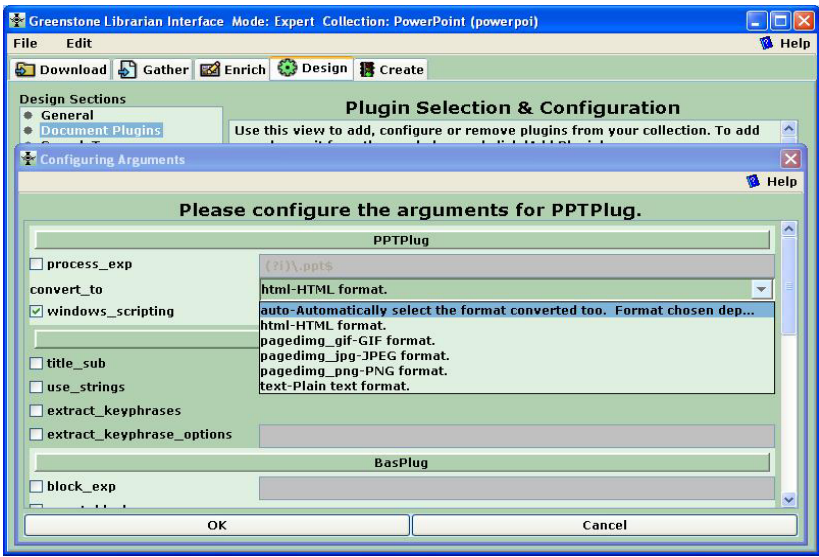 Greenstone Librarian Interface Mode: Expert Collection: PowerPoint (powerpoi)
File Edit Help
Download Gather Enrich Design Create
Design Sections
General
Document Plugins
Plugin Selection & Configuration
Use this view to add, configure or remove plugins from your collection. To add
Configuring Arguments
Help
Please configure the arguments for PPTPlug.
PPTPlug
process_exp (?i)\.ppt$
convert_to html-HTML format.
windows_scripting auto-Automatically select the format converted too. Format chosen dep...
html-HTML format.
pagedimg_gif-GIF format.
pagedimg_jpg-JPEG format.
title_sub pagedimg_png-PNG format.
use_strings text-Plain text format.
extract_keyphrases
extract_keyphrase_options
BasPlug
block_exp
OK Cancel